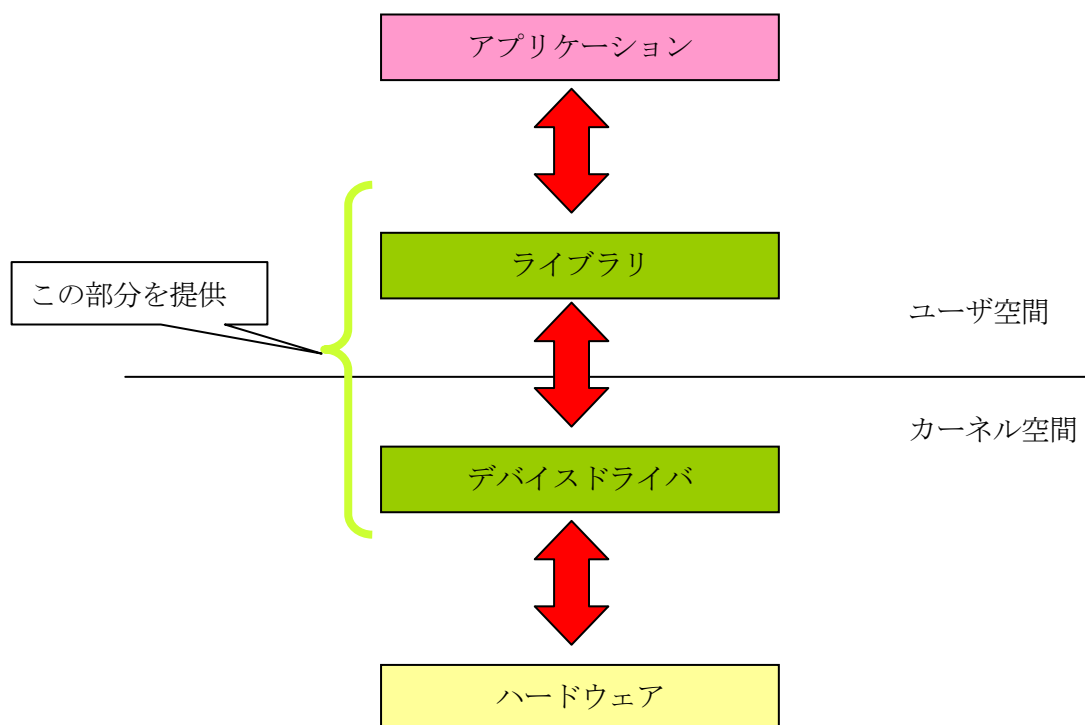 アプリケーション
ライブラリ
この部分を提供
ユーザ空間
カーネル空間
デバイスドライバ
ハードウェア